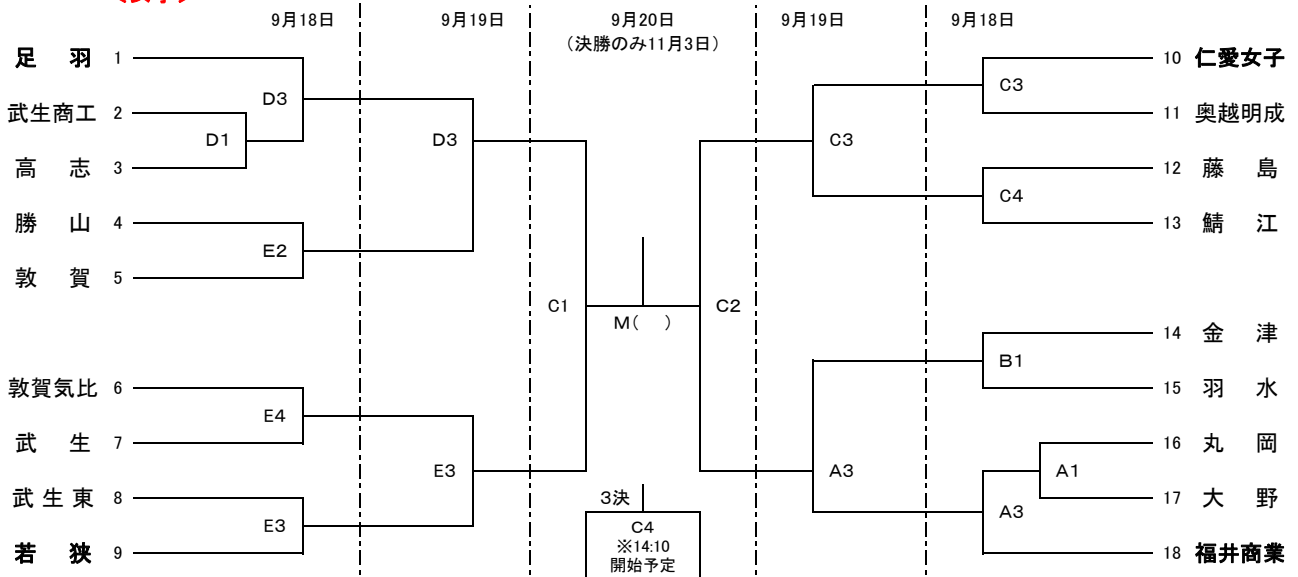 9月18日 9月19日 9月20日 9月19日 9月18日
(決勝のみ11月3日)
足 羽 1
武生商工 2
高 志 3
勝 山 4
敦 賀 5
敦賀気比 6
武 生 7
武 生 東 8
若 狭 9
D1
D3
E2
E4
E3
D3
E3
C1
M( )
C2
3決
C4
※14:10
開始予定
C3
A3
C3
C4
B1
A1
A3
10 仁愛女子
11 奥越明成
12 藤 島
13 鯖 江
14 金 津
15 羽 水
16 丸 岡
17 大 野
18 福井商業